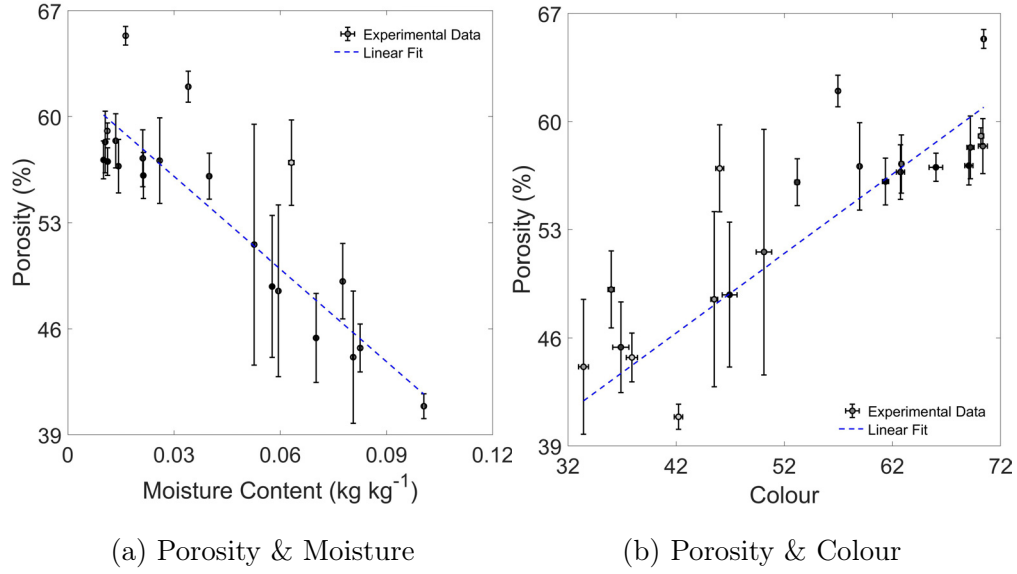 67
60
53
46
39
Porosity (%)
Experimental Data
Linear Fit
0
0.03
0.06
0.09
0.12
Moisture Content (kg kg⁻¹)
(a) Porosity & Moisture
67
60
53
46
39
Porosity (%)
Experimental Data
Linear Fit
32
42
52
62
72
Colour
(b) Porosity & Colour